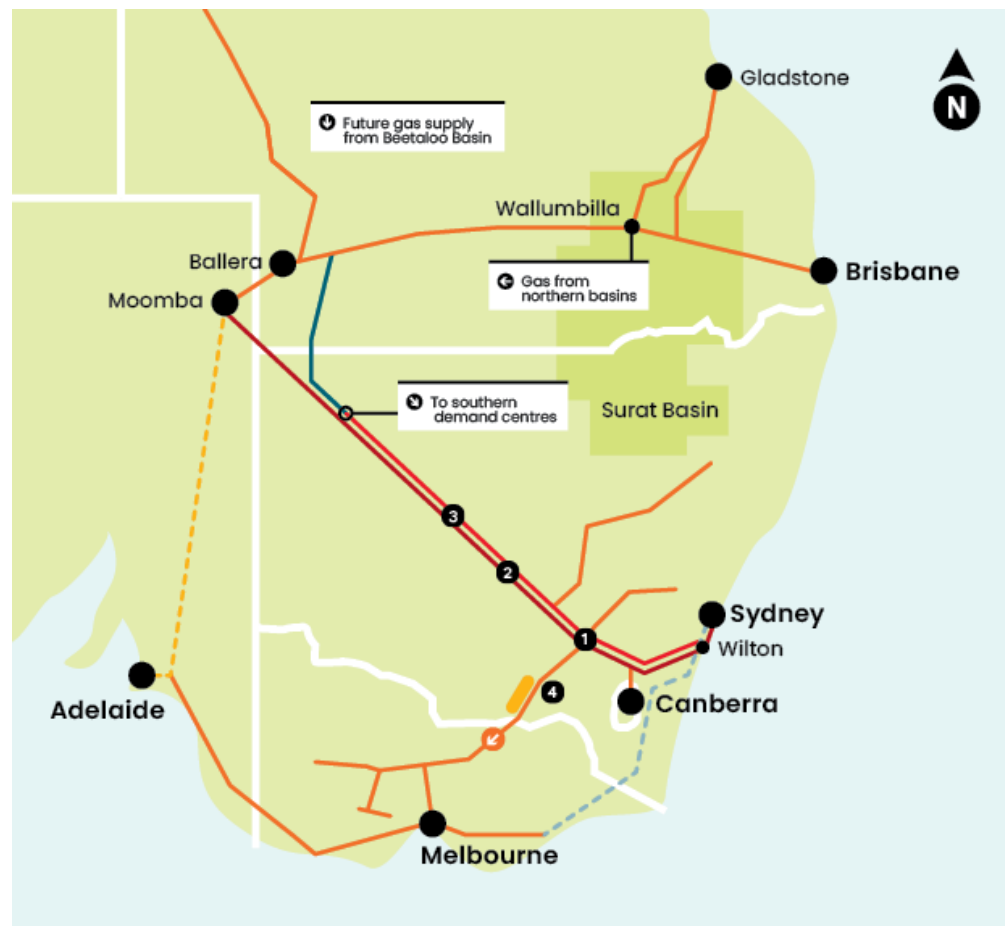 Gladstone
N
Future gas supply
from Beetaloo Basin
Wallumbilla
Ballera
Brisbane
Gas from
northern basins
Moomba
To southern
demand centres
Surat Basin
3
2
Sydney
1
Wilton
4
Canberra
Adelaide
Melbourne